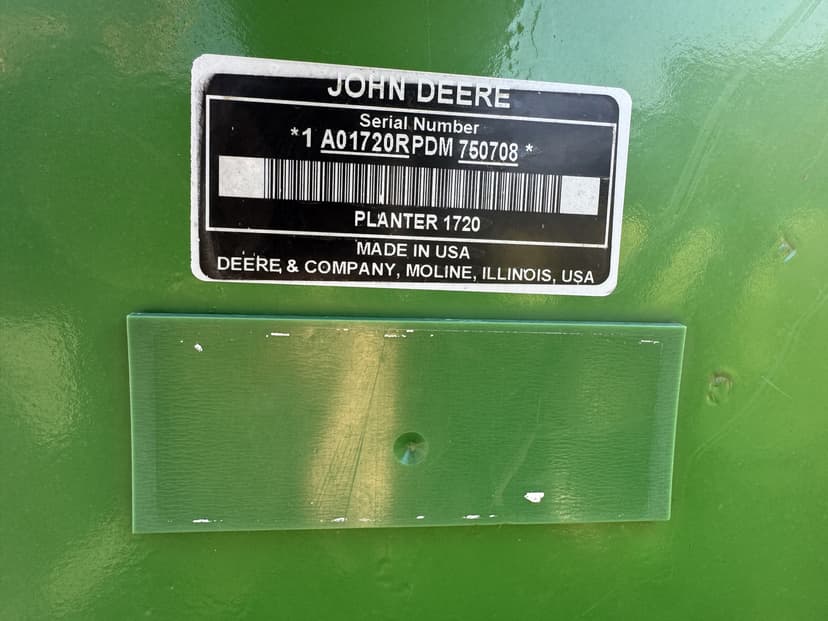 JOHN DEERE
Serial Number
*1 A01720RPDM 750708 *
PLANTER 1720
MADE IN USA
DEERE & COMPANY, MOLINE, ILLINOIS, USA